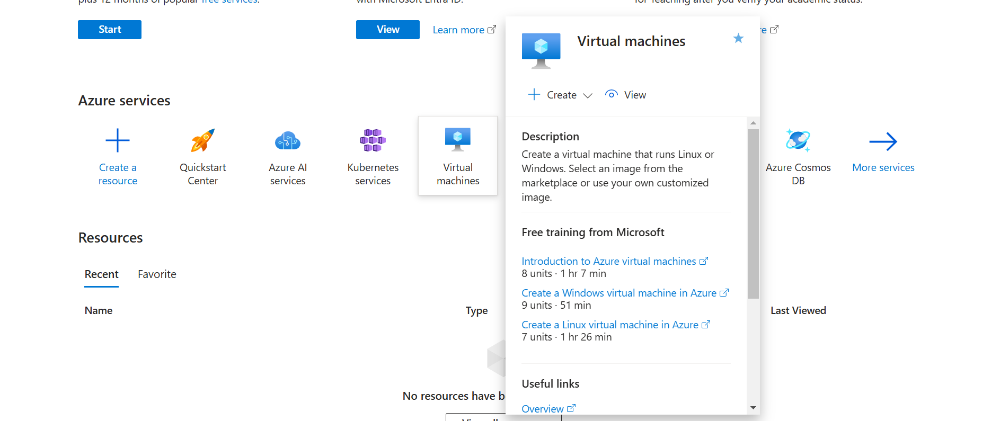 plus 12 months of popular free services.
with Microsoft Entra ID.
for teaching after you verify your academic status.
Start
View
Learn more
re
Azure services
Create a
resource
Quickstart
Center
Azure AI
services
Kubernetes
services
Virtual
machines
Azure Cosmos
DB
More services
Virtual machines
Create
View
Description
Create a virtual machine that runs Linux or
Windows. Select an image from the
marketplace or use your own customized
image.
Free training from Microsoft
Introduction to Azure virtual machines
8 units · 1 hr 7 min
Create a Windows virtual machine in Azure
9 units · 51 min
Create a Linux virtual machine in Azure
7 units · 1 hr 26 min
Useful links
Overview
Resources
Recent
Favorite
Name
Type
Last Viewed
No resources have b